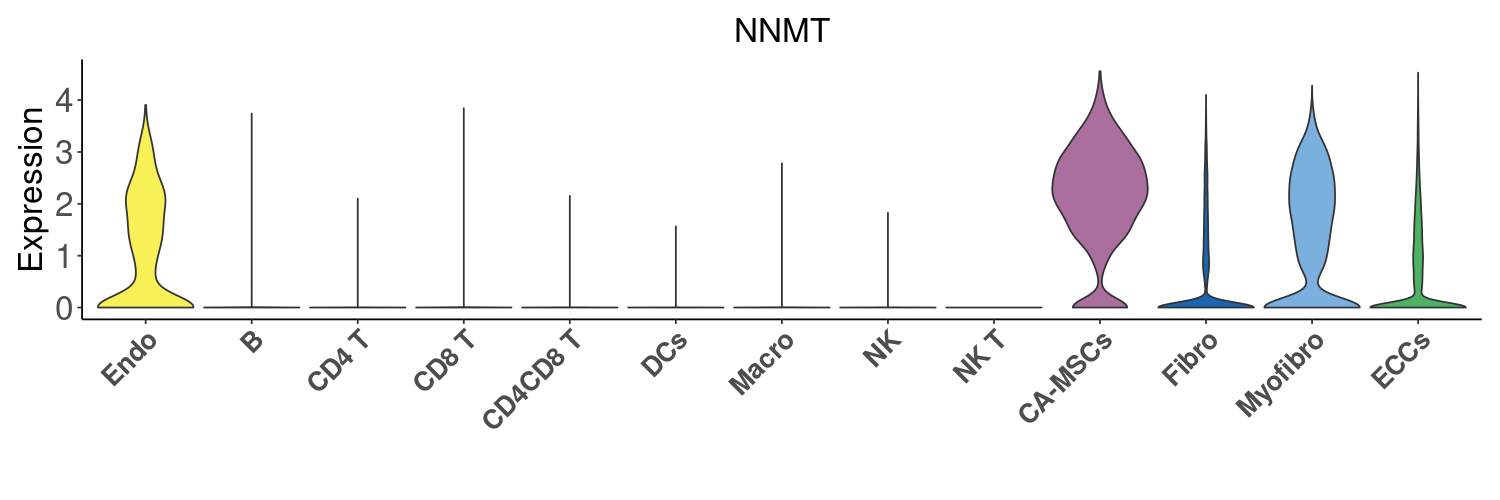 NNMT
Expression
4
3
2
1
0
Endo
B
CD4 T
CD8 T
CD4CD8 T
DCs
Macro
NK
NK T
CA-MSCs
Fibro
Myofibro
ECCs